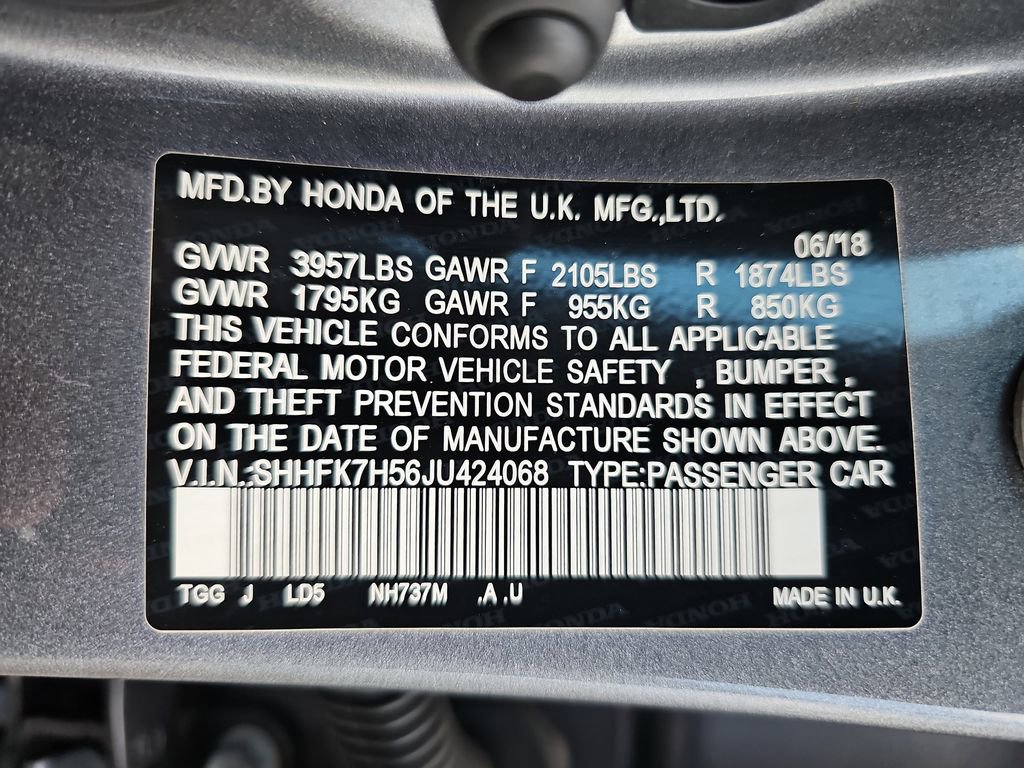 MFD.BY HONDA OF THE U.K. MFG.,LTD.
06/18
GVWR 3957LBS GAWR F 2105LBS R 1874LBS
GVWR 1795KG GAWR F 955KG R 850KG
THIS VEHICLE CONFORMS TO ALL APPLICABLE
FEDERAL MOTOR VEHICLE SAFETY , BUMPER ,
AND THEFT PREVENTION STANDARDS IN EFFECT
ON THE DATE OF MANUFACTURE SHOWN ABOVE.
V.I.N.:SHHFK7H56JU424068 TYPE:PASSENGER CAR
TGG J LD5 NH737M .A .U MADE IN U.K.